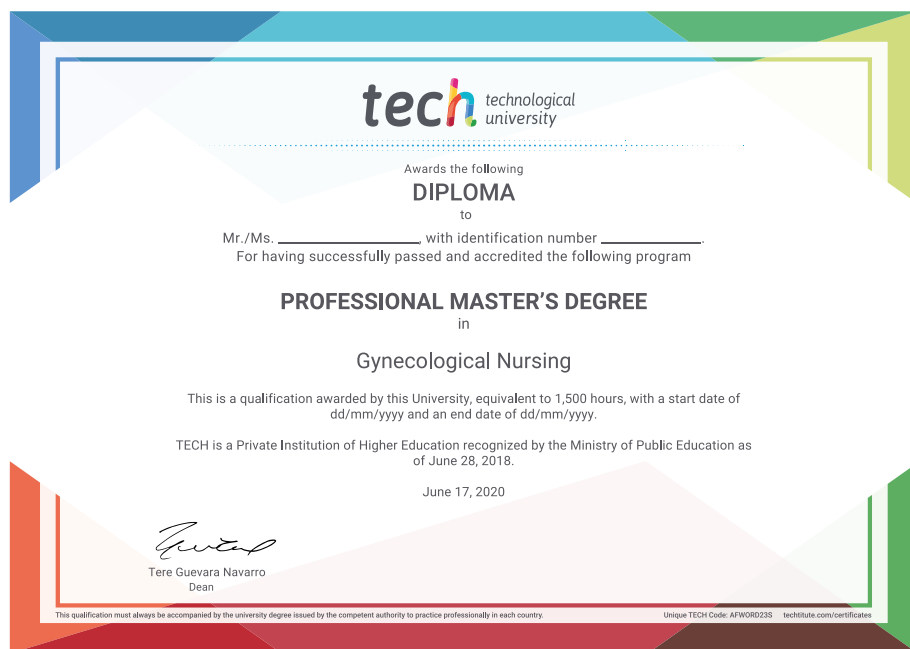 tech technological
university
Awards the following
DIPLOMA
to
Mr./Ms. ________________, with identification number ____________.
For having successfully passed and accredited the following program
PROFESSIONAL MASTER'S DEGREE
in
Gynecological Nursing
This is a qualification awarded by this University, equivalent to 1,500 hours, with a start date of
dd/mm/yyyy and an end date of dd/mm/yyyy.
TECH is a Private Institution of Higher Education recognized by the Ministry of Public Education as
of June 28, 2018.
June 17, 2020
Tere Guevara Navarro
Dean
This qualification must always be accompanied by the university degree issued by the competent authority to practice professionally in each country. Unique TECH Code: AFWORD23S techtitute.com/certificates